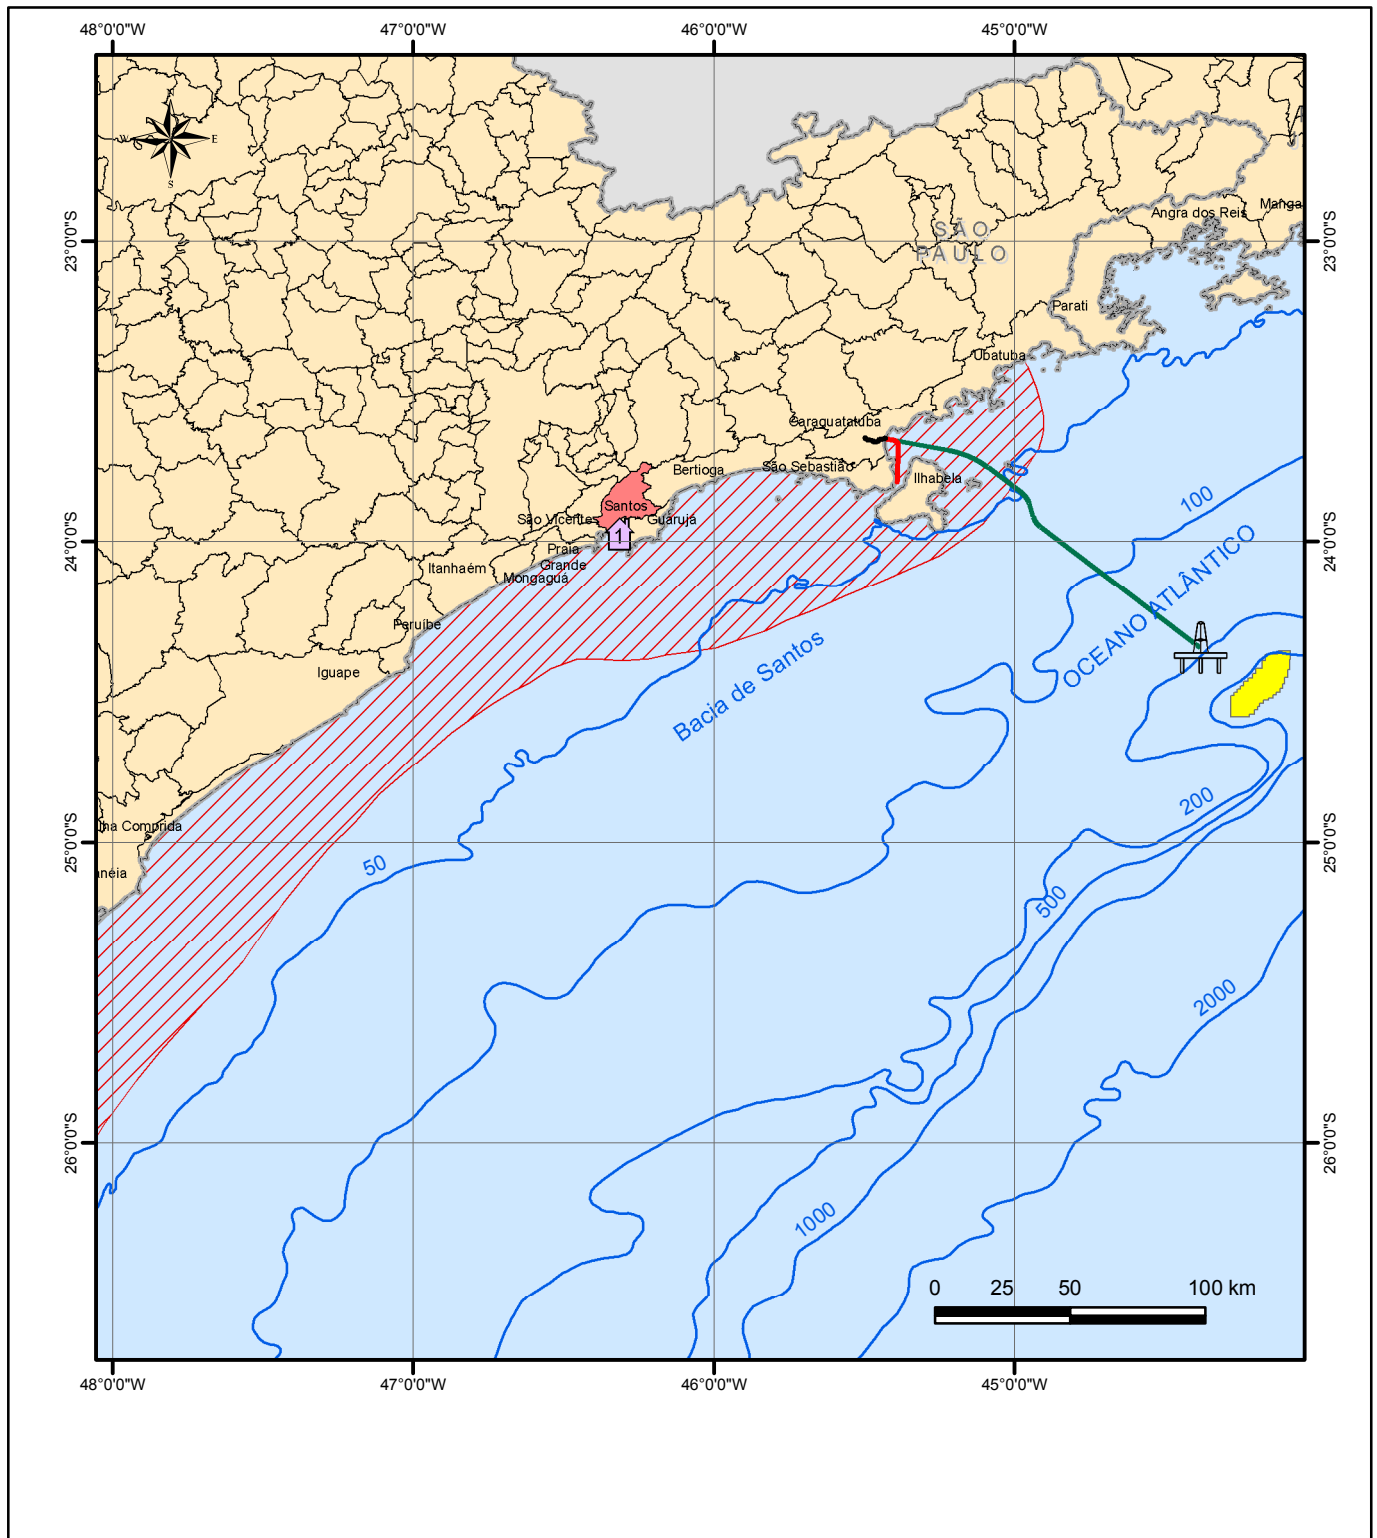 48°0'0"W
47°0'0"W
46°0'0"W
45°0'0"W
W
E
S
23°0'0"S
23°0'0"S
Angra dos Reis
Manga
SÃO
PAULO
Parati
Ubatuba
Caraguatatuba
São Sebastião
Ilhabela
Bertioga
Santos
São Vicente
Guarujá
1
Praia
Grande
Mongaguá
Itanhaém
Peruíbe
Iguape
24°0'0"S
24°0'0"S
100
OCEANO ATLÂNTICO
Bacia de Santos
lha Comprida
anéia
25°0'0"S
25°0'0"S
50
200
500
2000
26°0'0"S
26°0'0"S
1000
0 25 50 100 km
48°0'0"W
47°0'0"W
46°0'0"W
45°0'0"W